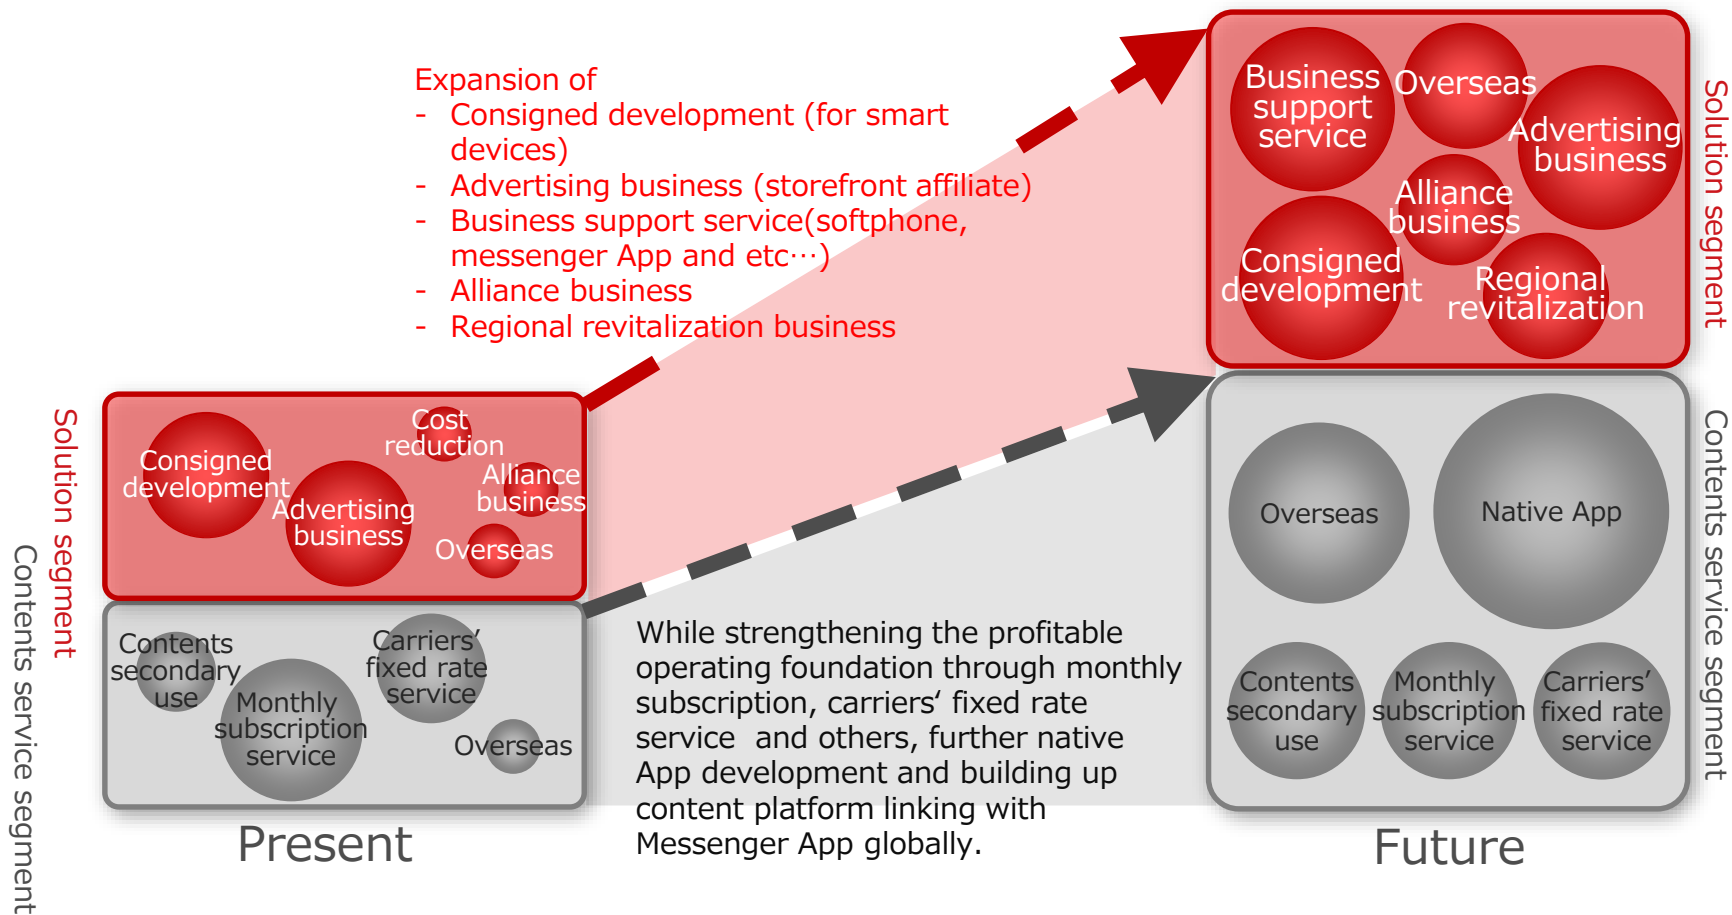 Expansion of
- Consigned development (for smart
devices)
- Advertising business (storefront affiliate)
- Business support service(softphone,
messenger App and etc…)
- Alliance business
- Regional revitalization business
Solution segment
Consigned
development
Advertising
business
Cost
reduction
Alliance
business
Overseas
Contents service segment
Contents
secondary
use
Monthly
subscription
service
Carriers’
fixed rate
service
Overseas
Present
While strengthening the profitable
operating foundation through monthly
subscription, carriers‘ fixed rate
service  and others, further native
App development and building up
content platform linking with
Messenger App globally.
Business
support
service
Overseas
Advertising
business
Alliance
business
Consigned
development
Regional
revitalization
Solution segment
Overseas
Native App
Contents
secondary
use
Monthly
subscription
service
Carriers’
fixed rate
service
Contents service segment
Future